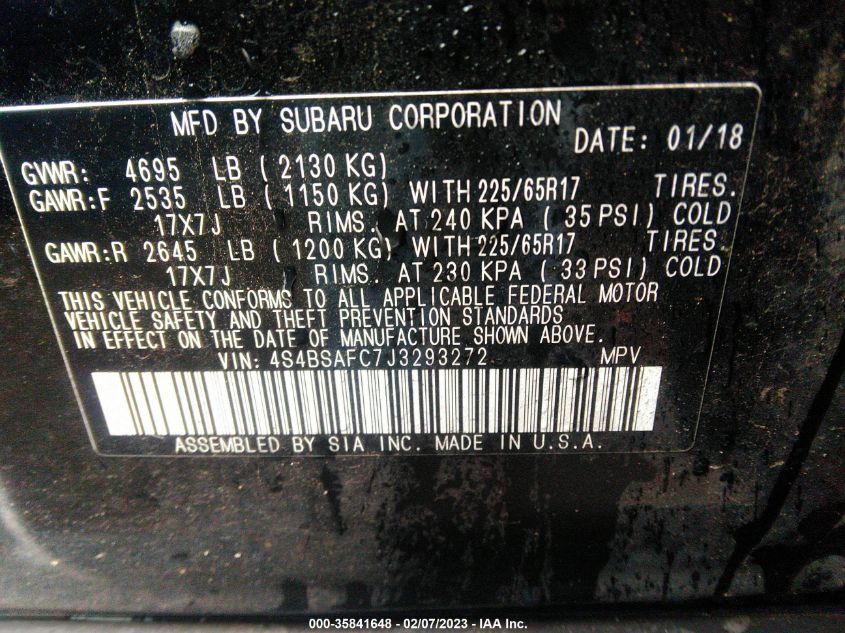 MFD BY SUBARU CORPORATION
DATE: 01/18
GVWR: 4695 LB (2130 KG)
GAWR:F 2535 LB (1150 KG) WITH 225/65R17 TIRES.
17X7J RIMS. AT 240 KPA (35 PSI) COLD
GAWR:R 2645 LB (1200 KG) WITH 225/65R17 TIRES.
17X7J RIMS. AT 230 KPA (33 PSI) COLD
THIS VEHICLE CONFORMS TO ALL APPLICABLE FEDERAL MOTOR
VEHICLE SAFETY AND THEFT PREVENTION STANDARDS
IN EFFECT ON THE DATE OF MANUFACTURE SHOWN ABOVE.
VIN: 4S4BSAFC7J3293272 MPV
ASSEMBLED BY SIA INC. MADE IN U.S.A.
000-35841648 - 02/07/2023 - IAA Inc.